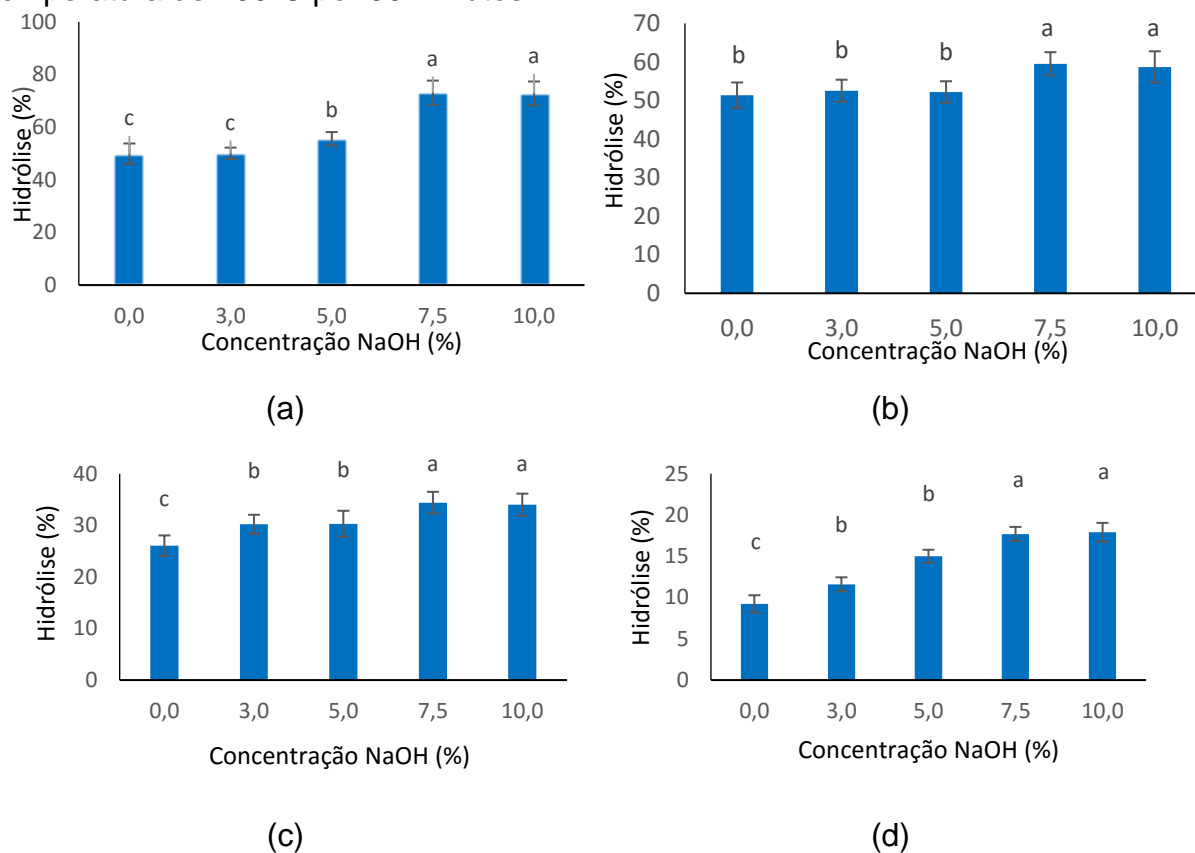 100
80
60
40
20
0
Hidrólise (%)
c
c
b
a
a
0,0 3,0 5,0 7,5 10,0
Concentração NaOH (%)
(a)
70
60
50
40
30
20
10
0
Hidrólise (%)
b
b
b
a
a
0,0 3,0 5,0 7,5 10,0
Concentração NaOH (%)
(b)
40
30
20
10
0
Hidrólise (%)
c
b
b
a
a
0,0 3,0 5,0 7,5 10,0
Concentração NaOH (%)
(c)
25
20
15
10
5
0
Hidrólise (%)
c
b
b
a
a
0,0 3,0 5,0 7,5 10,0
Concentração NaOH (%)
(d)